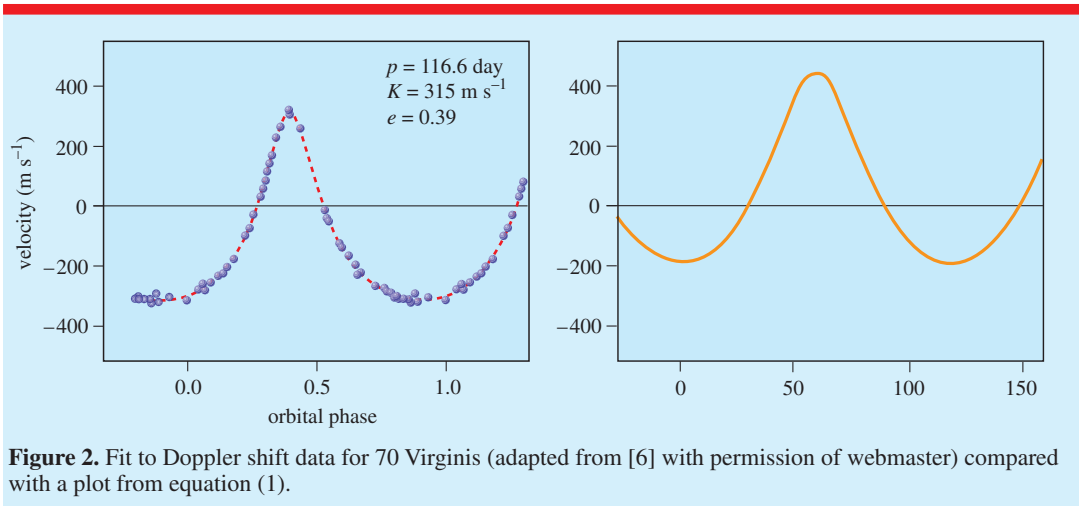 p = 116.6 day
K = 315 m s⁻¹
e = 0.39
velocity (m s⁻¹)
400
200
0
−200
−400
0.0 0.5 1.0
orbital phase
400
200
0
−200
−400
0 50 100 150
Figure 2. Fit to Doppler shift data for 70 Virginis (adapted from [6] with permission of webmaster) compared
with a plot from equation (1).